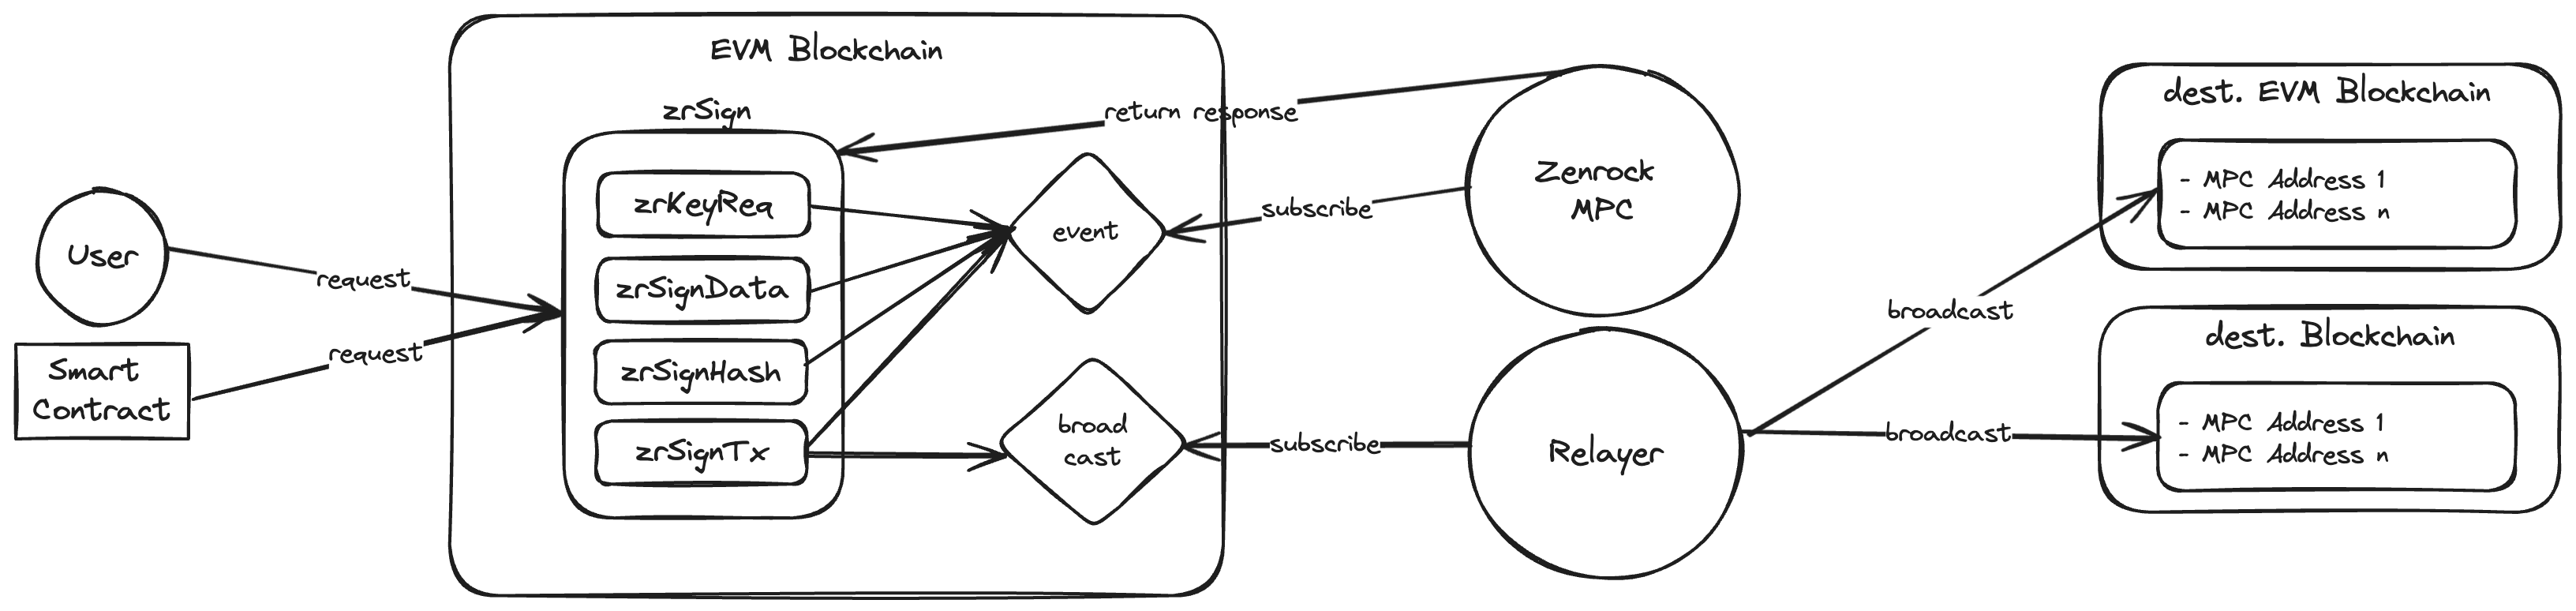 EVM Blockchain
zrSign
zrKeyReq
zrSignData
zrSignHash
zrSignTx
User
Smart
Contract
request
request
event
broad
cast
return response
subscribe
subscribe
Zenrock
MPC
Relayer
broadcast
broadcast
dest. EVM Blockchain
- MPC Address 1
- MPC Address n
dest. Blockchain
- MPC Address 1
- MPC Address n